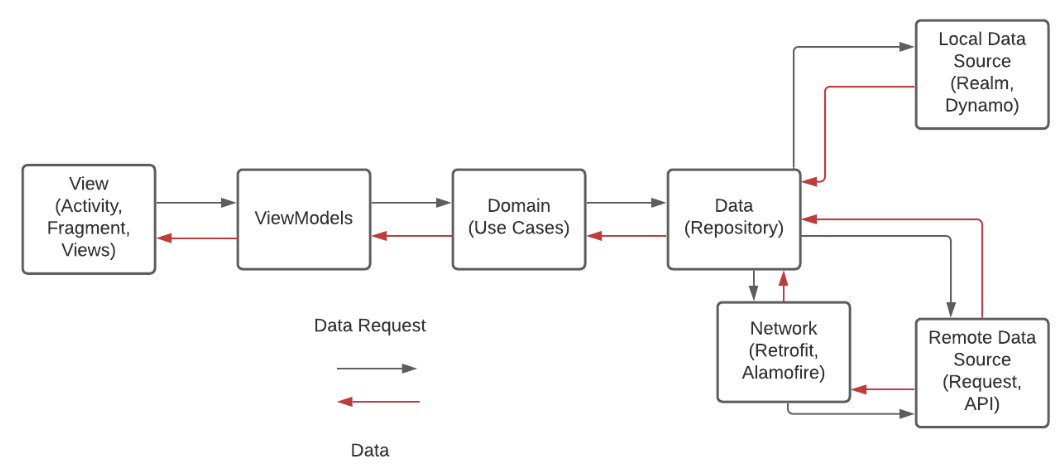 Local Data
Source
(Realm,
Dynamo)
View
(Activity,
Fragment,
Views)
ViewModels
Domain
(Use Cases)
Data
(Repository)
Network
(Retrofit,
Alamofire)
Remote Data
Source
(Request,
API)
Data Request
Data